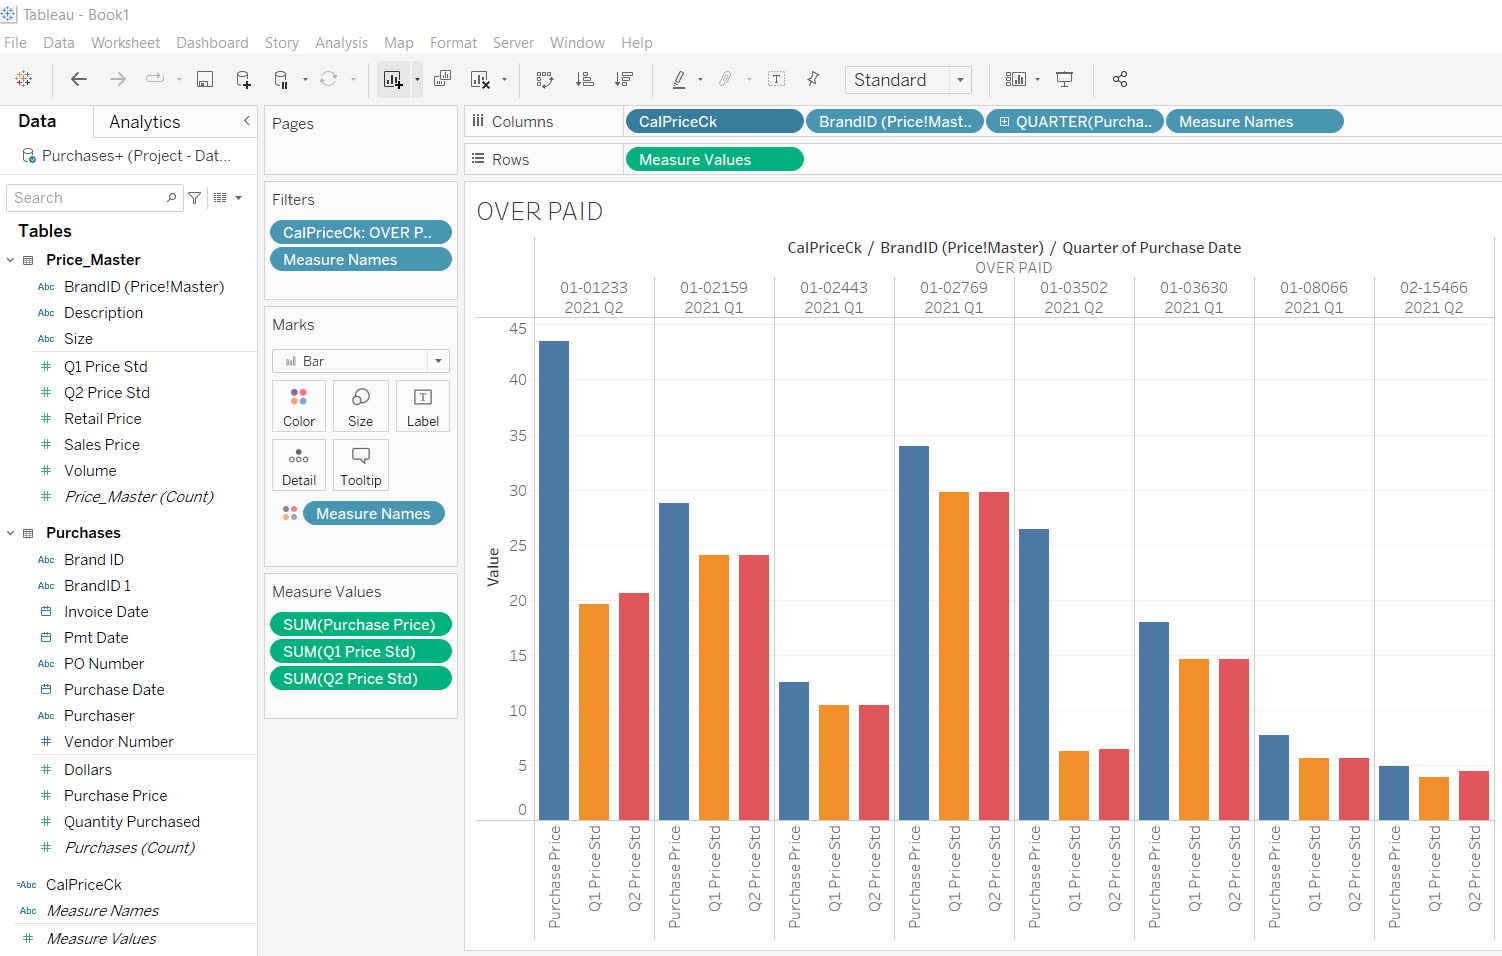 Tableau - Book1
File Data Worksheet Dashboard Story Analysis Map Format Server Window Help
Standard
Data Analytics
Purchases+ (Project - Dat...
Search
Tables
Price_Master
Abc BrandID (Price!Master)
Abc Description
Abc Size
# Q1 Price Std
# Q2 Price Std
# Retail Price
# Sales Price
# Volume
# Price_Master (Count)
Purchases
Abc Brand ID
Abc BrandID 1
Invoice Date
Pmt Date
Abc PO Number
Purchase Date
Abc Purchaser
# Vendor Number
# Dollars
# Purchase Price
# Quantity Purchased
# Purchases (Count)
=Abc CalPriceCk
Abc Measure Names
# Measure Values
Pages
Filters
CalPriceCk: OVER P..
Measure Names
Marks
Bar
Color Size Label
Detail Tooltip
Measure Names
Measure Values
SUM(Purchase Price)
SUM(Q1 Price Std)
SUM(Q2 Price Std)
Columns CalPriceCk BrandID (Price!Mast.. QUARTER(Purcha.. Measure Names
Rows Measure Values
OVER PAID
CalPriceCk / BrandID (Price!Master) / Quarter of Purchase Date
OVER PAID
01-01233 01-02159 01-02443 01-02769 01-03502 01-03630 01-08066 02-15466
2021 Q2 2021 Q1 2021 Q1 2021 Q1 2021 Q2 2021 Q1 2021 Q1 2021 Q2
45
40
35
30
25
20
15
10
5
0
Value
Purchase Price Q1 Price Std Q2 Price Std Purchase Price Q1 Price Std Q2 Price Std Purchase Price Q1 Price Std Q2 Price Std Purchase Price Q1 Price Std Q2 Price Std Purchase Price Q1 Price Std Q2 Price Std Purchase Price Q1 Price Std Q2 Price Std Purchase Price Q1 Price Std Q2 Price Std Purchase Price Q1 Price Std Q2 Price Std